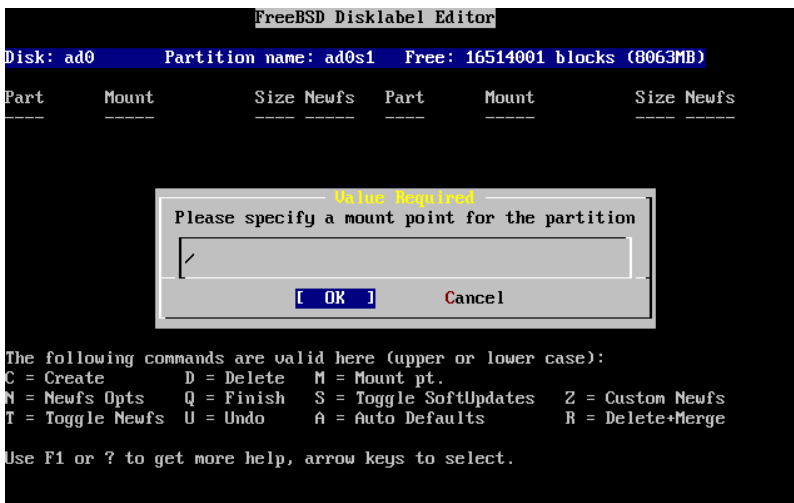 FreeBSD Disklabel Editor
Disk: ad0 Partition name: ad0s1 Free: 16514001 blocks (8063MB)
Part Mount Size Newfs Part Mount Size Newfs
---- ----- ---- ----- ---- ----- ---- -----
Value Required
Please specify a mount point for the partition
/
[ OK ] Cancel
The following commands are valid here (upper or lower case):
C = Create D = Delete M = Mount pt.
N = Newfs Opts Q = Finish S = Toggle SoftUpdates Z = Custom Newfs
T = Toggle Newfs U = Undo A = Auto Defaults R = Delete+Merge
Use F1 or ? to get more help, arrow keys to select.